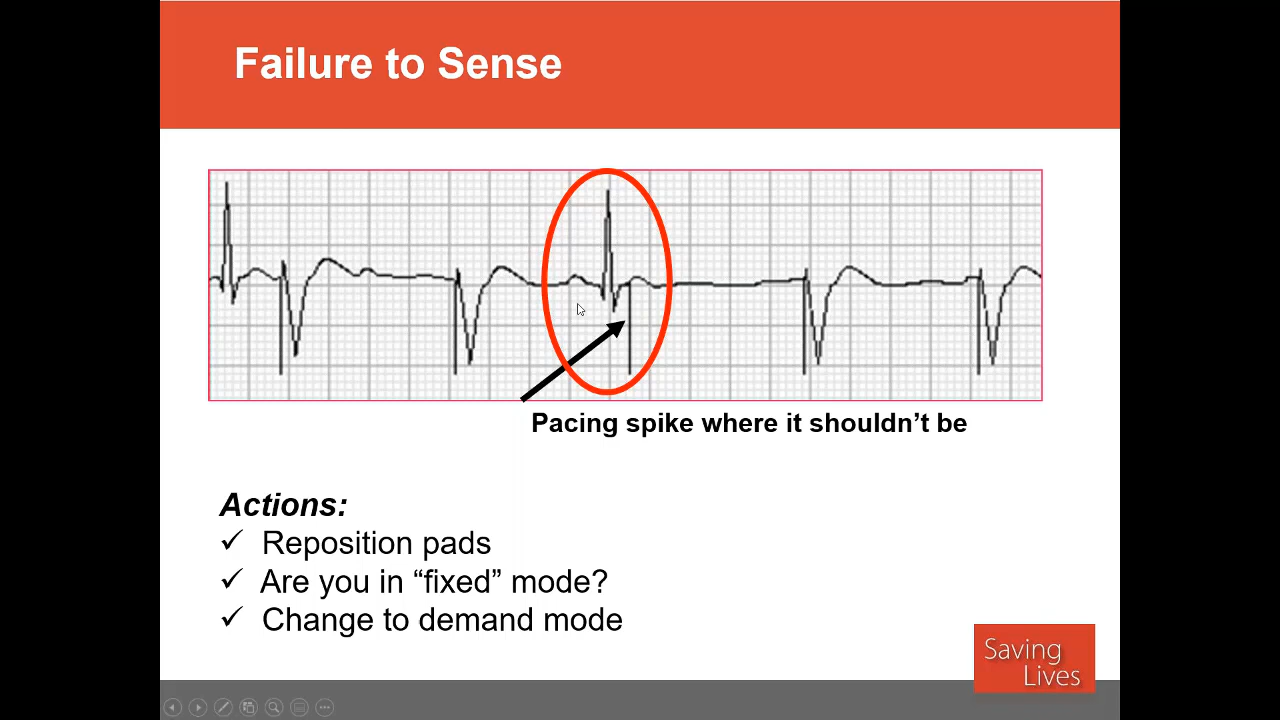 Failure to Sense
Pacing spike where it shouldn’t be
Actions:
✓ Reposition pads
✓ Are you in “fixed” mode?
✓ Change to demand mode
Saving
Lives